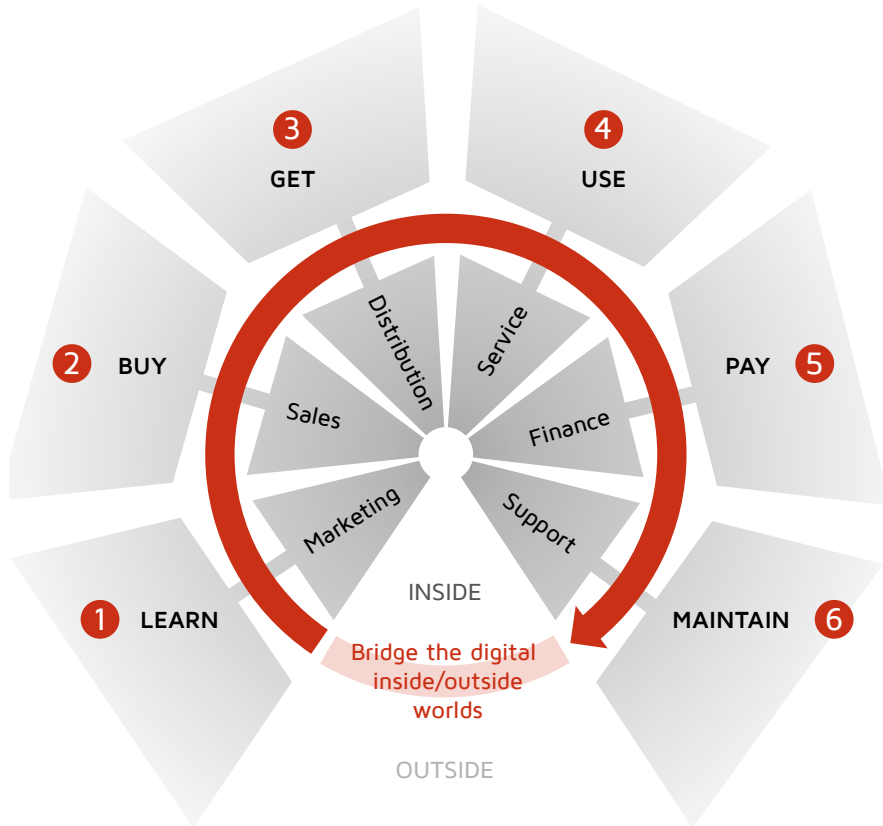 3
GET
4
USE
2
BUY
PAY
5
Distribution
Service
Sales
Finance
Marketing
Support
1
LEARN
MAINTAIN
6
INSIDE
Bridge the digital
inside/outside
worlds
OUTSIDE